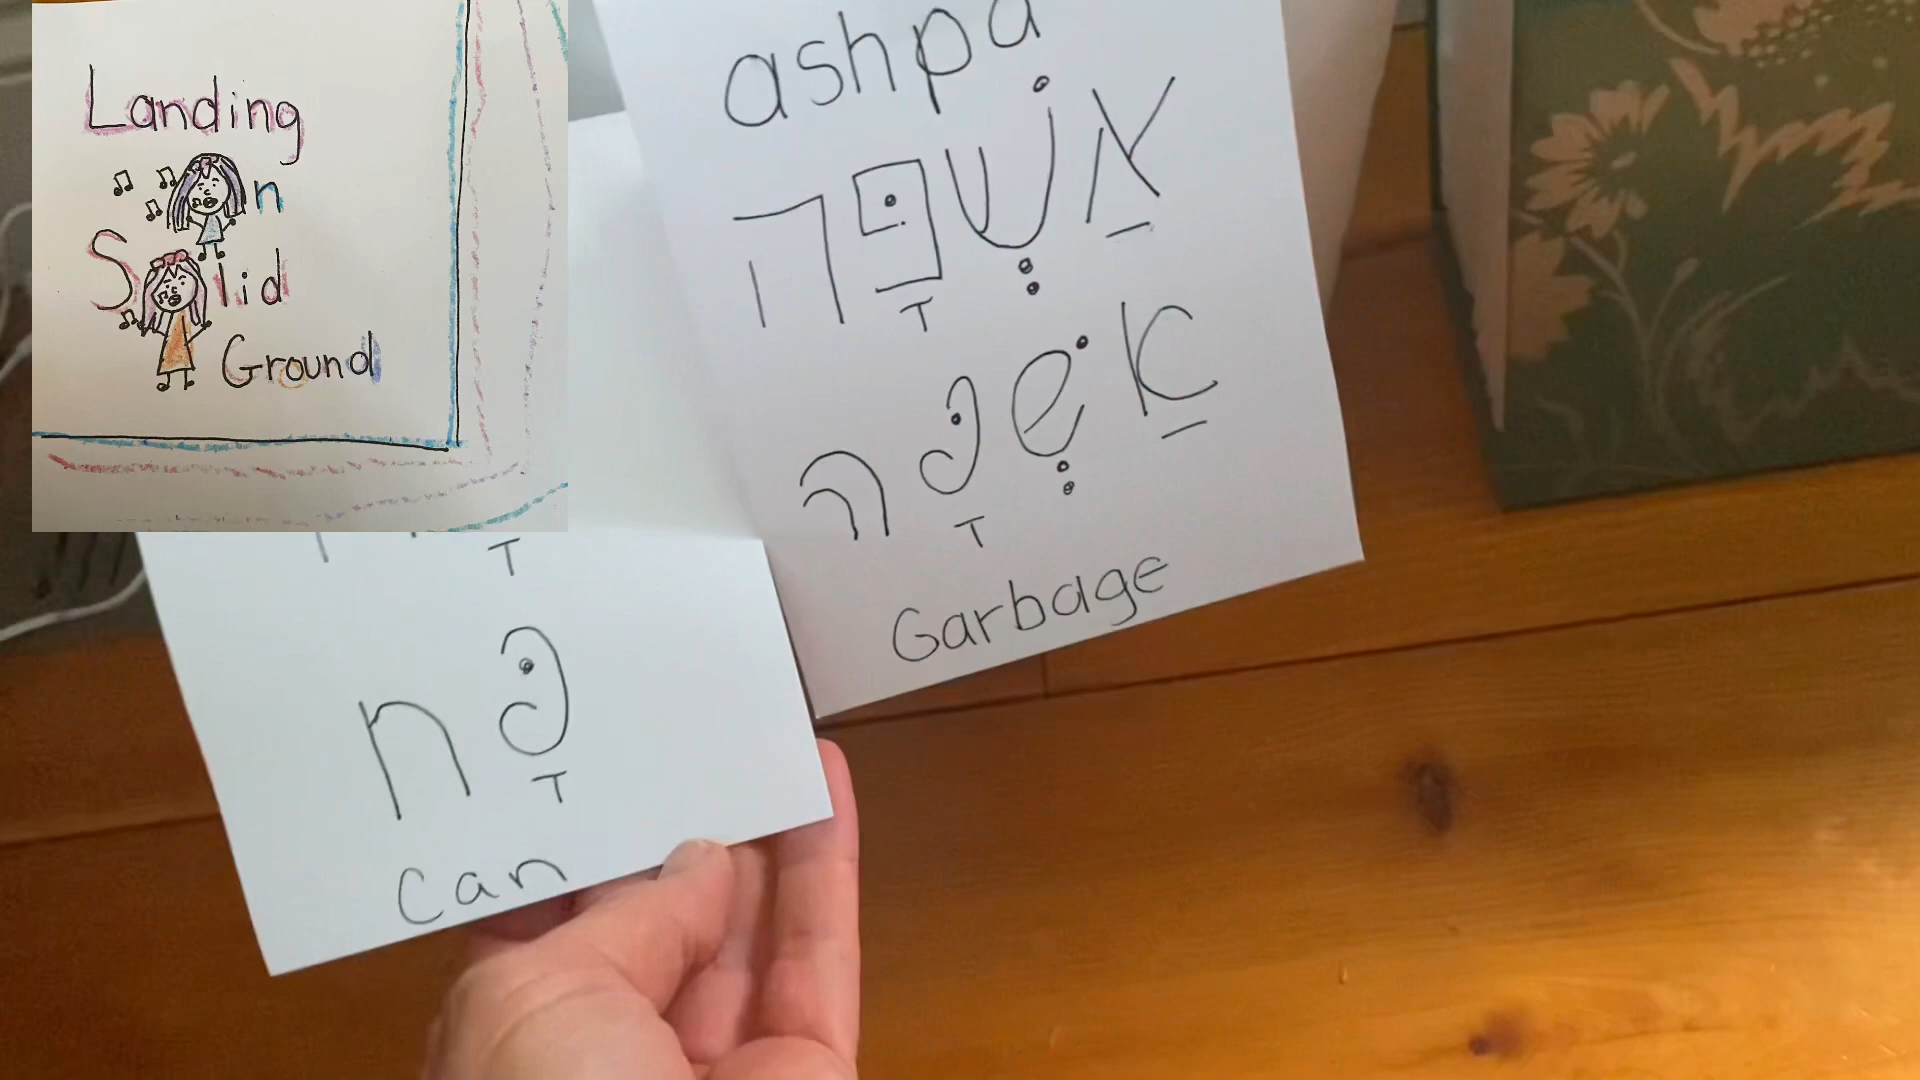 Landing
On
Solid
Ground
ashpa
אַשְׁפָּה
אַשְׁפָּה
Garbage
פָּח
can